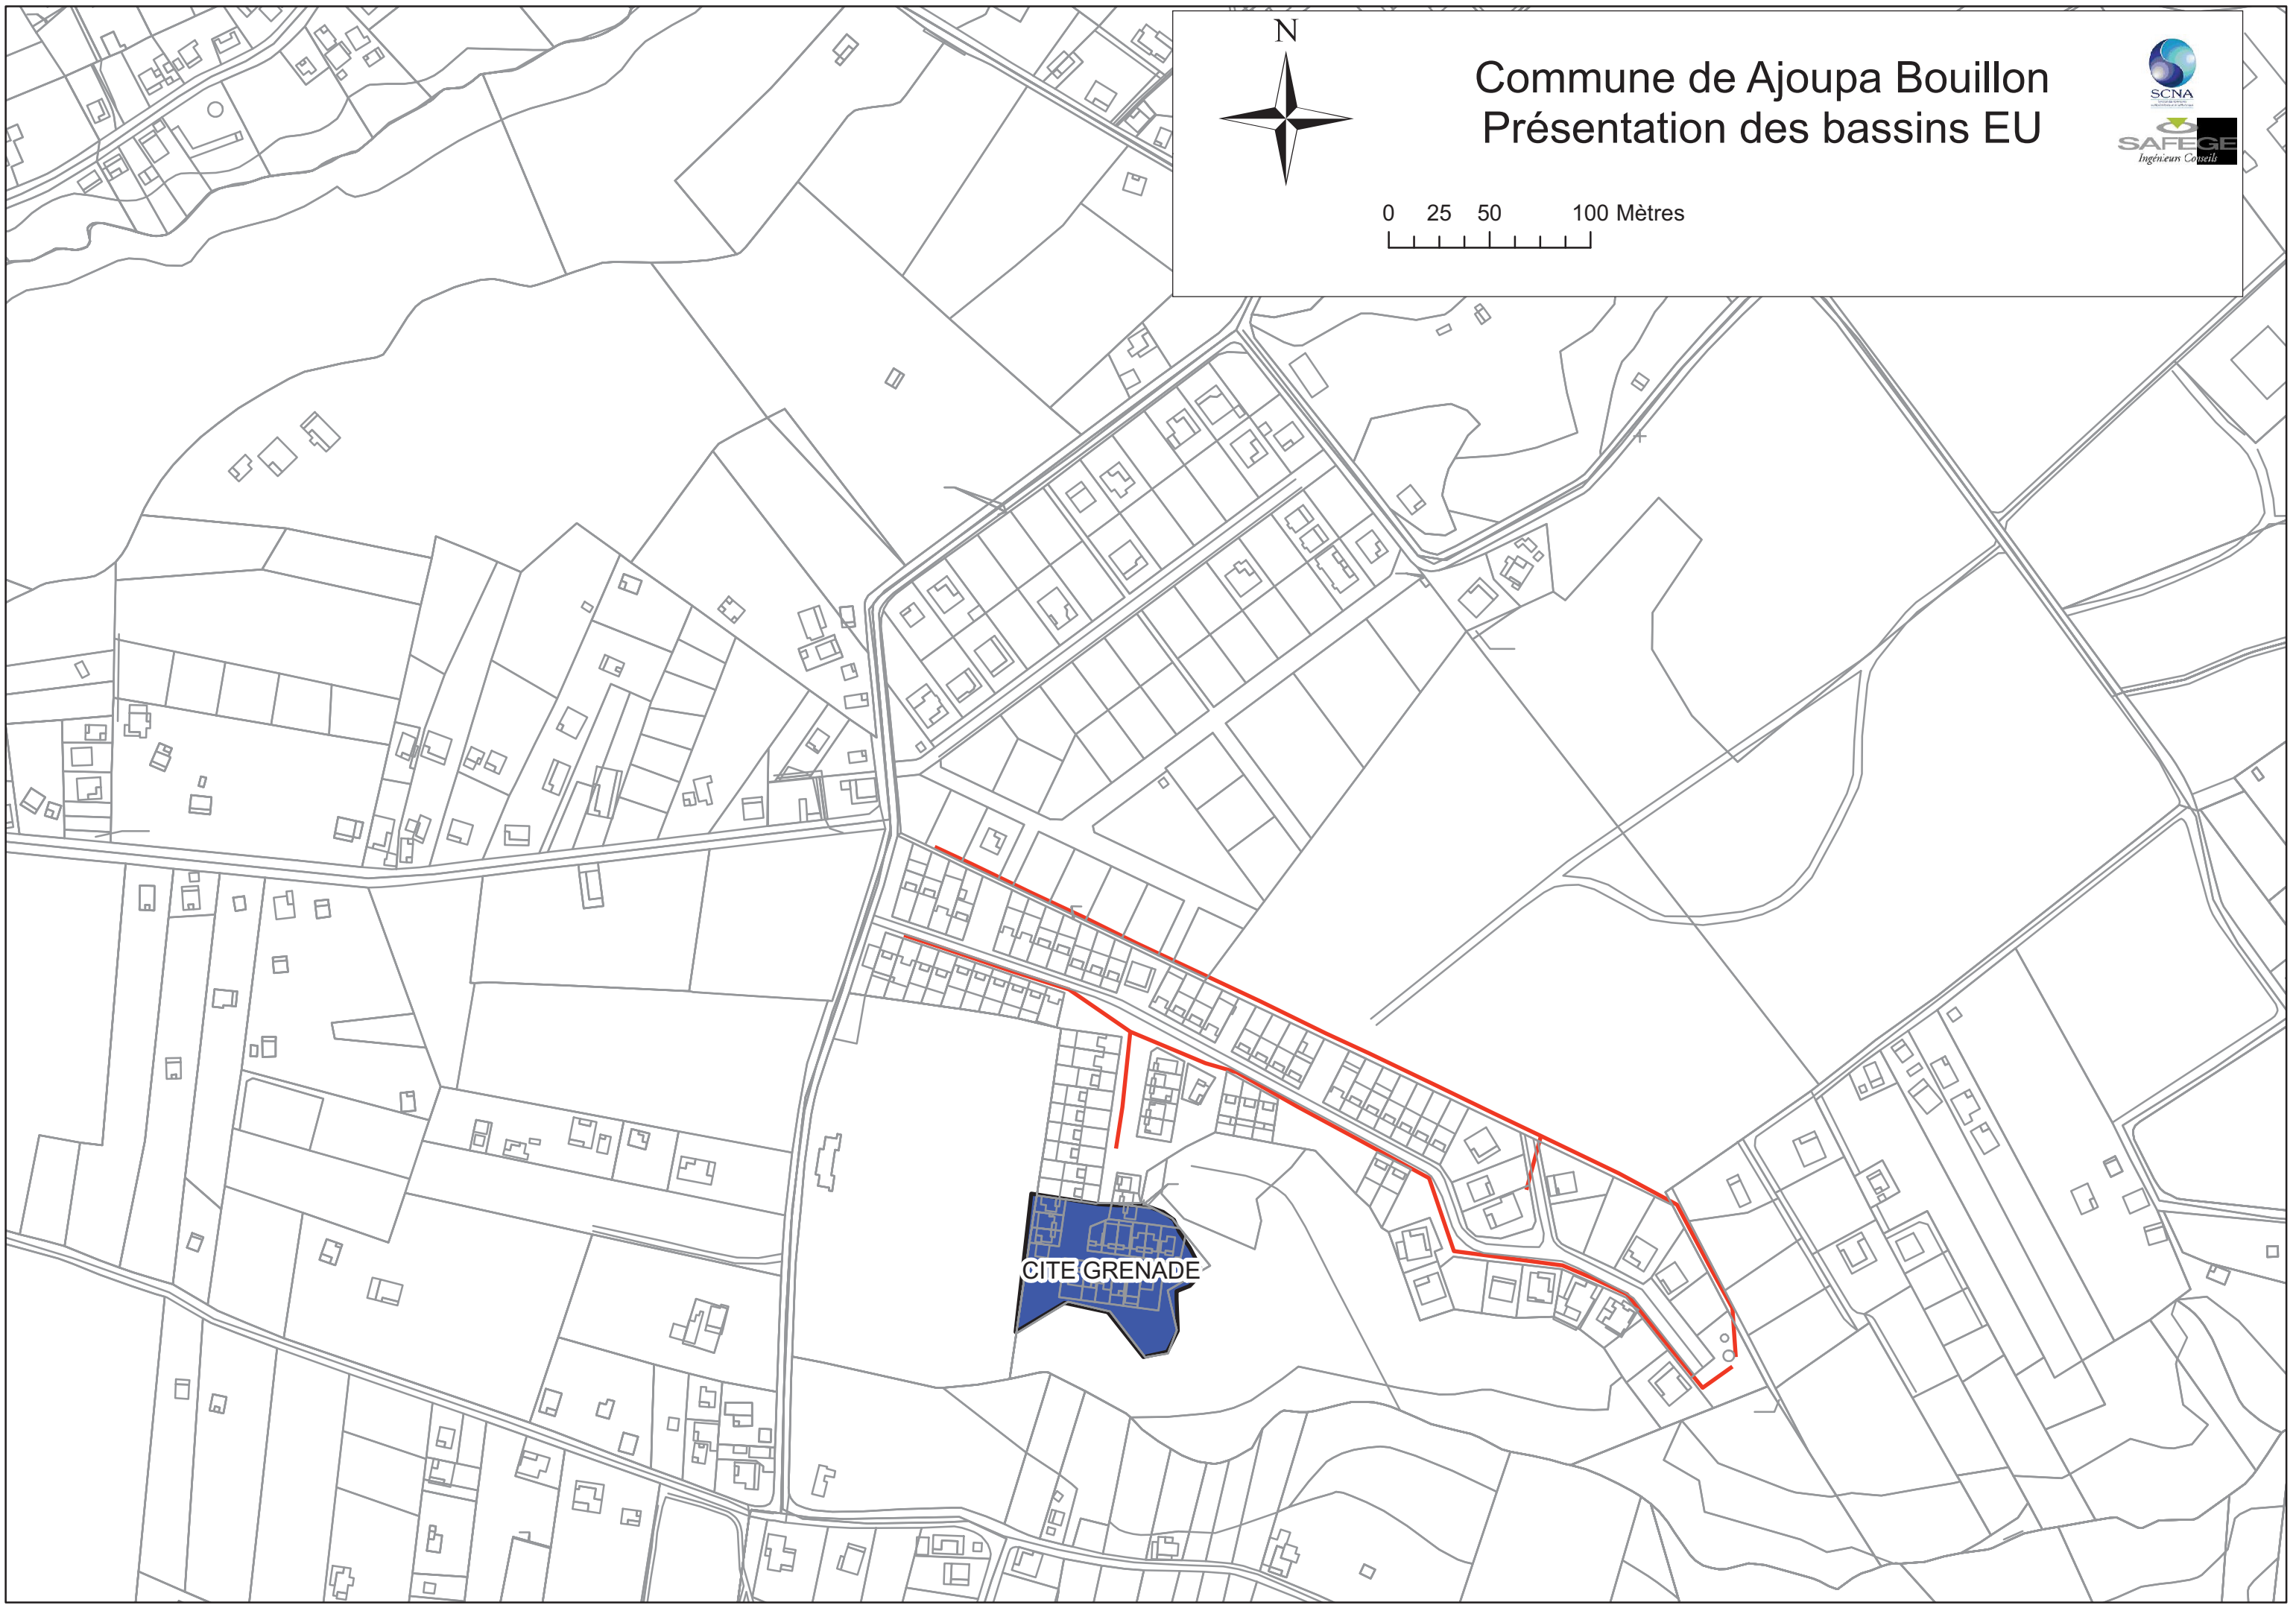 N
Commune de Ajoupa Bouillon
Présentation des bassins EU
SCNA
SAFEGE
Ingénieurs Conseils
0 25 50 100 Mètres
CITE GRENADE